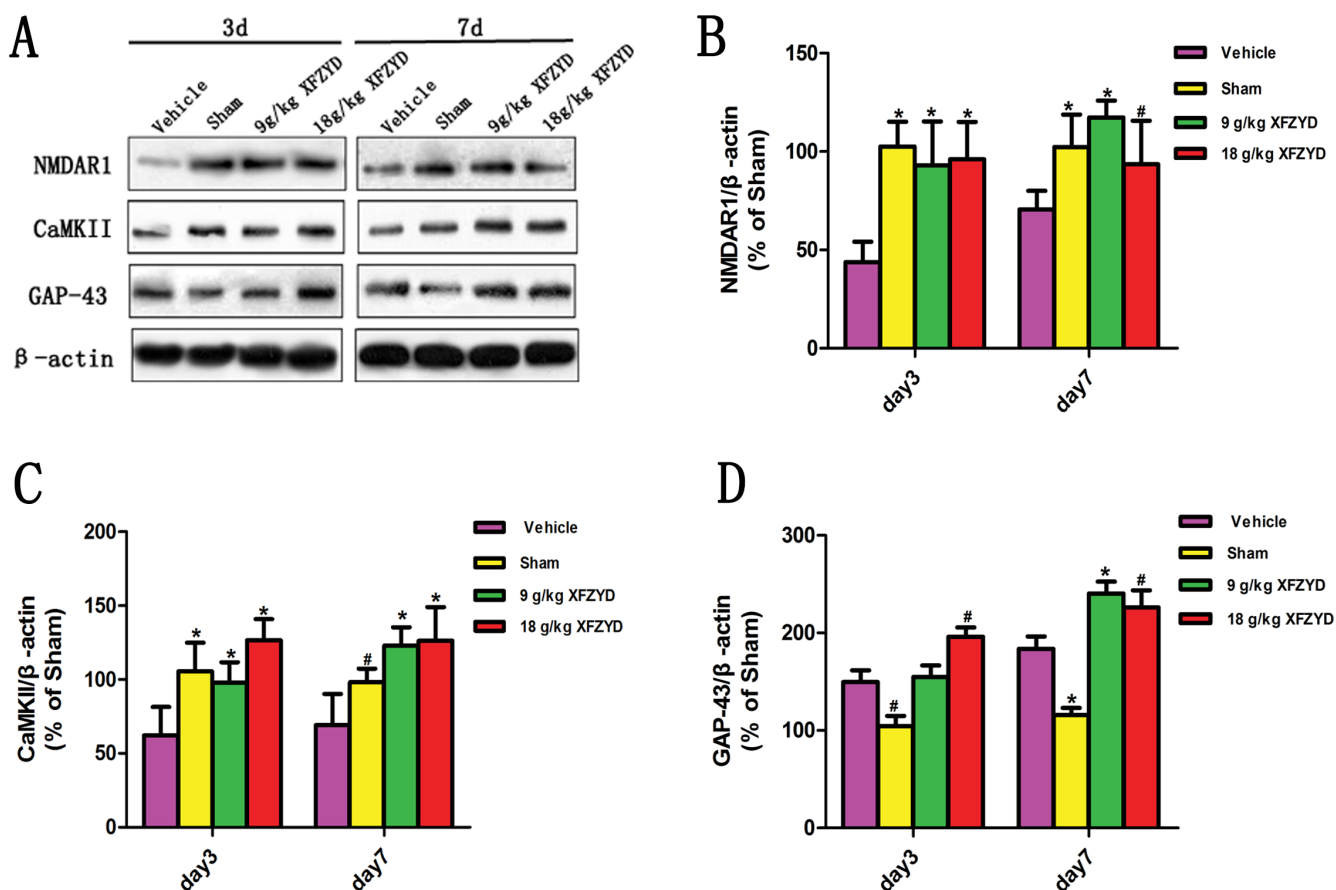 A
3d
7d
Vehicle
Sham
9g/kg XFZYD
18g/kg XFZYD
Vehicle
Sham
9g/kg XFZYD
18g/kg XFZYD
NMDAR1
CaMKII
GAP-43
β-actin
B
NMDAR1/β-actin
(% of Sham)
150
100
50
0
* * *
* * #
day3
day7
Vehicle
Sham
9 g/kg XFZYD
18 g/kg XFZYD
C
CaMKII/β-actin
(% of Sham)
200
150
100
50
0
* * *
# * *
day3
day7
Vehicle
Sham
9 g/kg XFZYD
18 g/kg XFZYD
D
GAP-43/β-actin
(% of Sham)
300
200
100
0
# #
* * #
day3
day7
Vehicle
Sham
9 g/kg XFZYD
18 g/kg XFZYD